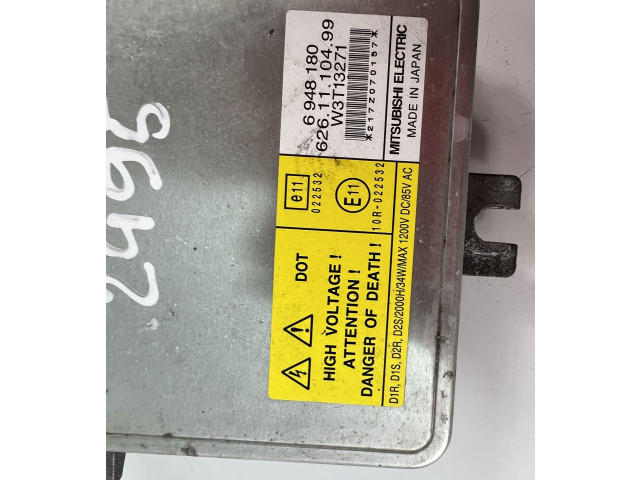 6 948 180
626.11.104.99
W3T13271
*217Z070157*
MITSUBISHI ELECTRIC
MADE IN JAPAN
e11
022532
E11
10R-022532
DOT
HIGH VOLTAGE!
ATTENTION!
DANGER OF DEATH!
D1R, D1S, D2R, D2S/2000H/34W/MAX 1200V DC/85V AC
2495